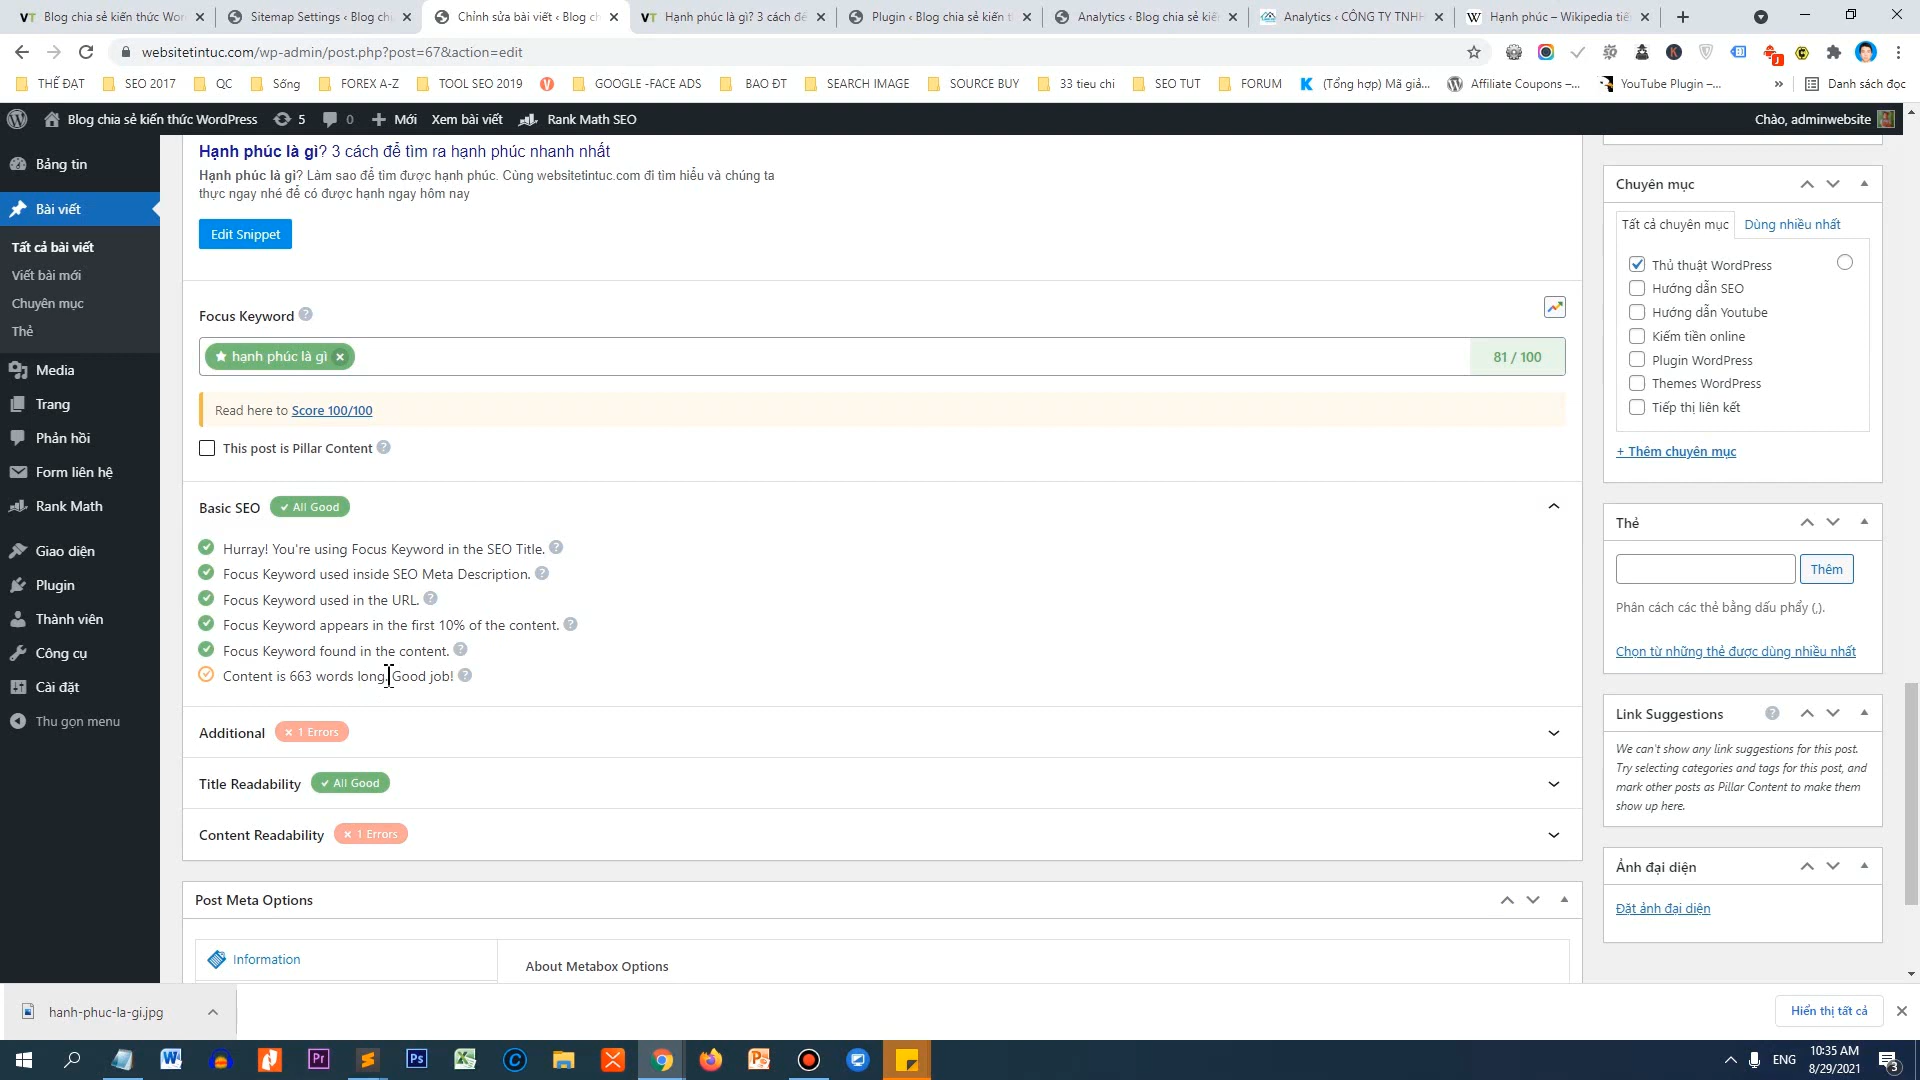 Blog chia sẻ kiến thức Wor
Sitemap Settings ‹ Blog ch
Chỉnh sửa bài viết ‹ Blog ch
Hạnh phúc là gì? 3 cách đế
Plugin ‹ Blog chia sẻ kiến t
Analytics ‹ Blog chia sẻ kiế
Analytics ‹ CÔNG TY TNHH
Hạnh phúc – Wikipedia tiế
websitetintuc.com/wp-admin/post.php?post=67&action=edit
THẺ ĐẠT
SEO 2017
QC
Sống
FOREX A-Z
TOOL SEO 2019
GOOGLE -FACE ADS
BAO ĐT
SEARCH IMAGE
SOURCE BUY
33 tieu chi
SEO TUT
FORUM
(Tổng hợp) Mã giả...
Affiliate Coupons –...
YouTube Plugin –...
»
Danh sách đọc
Blog chia sẻ kiến thức WordPress
5
0
Mới
Xem bài viết
Rank Math SEO
Chào, adminwebsite
Bảng tin
Bài viết
Tất cả bài viết
Viết bài mới
Chuyên mục
Thẻ
Media
Trang
Phản hồi
Form liên hệ
Rank Math
Giao diện
Plugin
Thành viên
Công cụ
Cài đặt
Thu gọn menu
Hạnh phúc là gì? 3 cách để tìm ra hạnh phúc nhanh nhất
Hạnh phúc là gì? Làm sao để tìm được hạnh phúc. Cùng websitetintuc.com đi tìm hiểu và chúng ta
thực ngay nhé để có được hạnh ngay hôm nay
Edit Snippet
Focus Keyword
hạnh phúc là gì
81 / 100
Read here to Score 100/100
This post is Pillar Content
Basic SEO
All Good
Hurray! You're using Focus Keyword in the SEO Title.
Focus Keyword used inside SEO Meta Description.
Focus Keyword used in the URL.
Focus Keyword appears in the first 10% of the content.
Focus Keyword found in the content.
Content is 663 words long. Good job!
Additional
1 Errors
Title Readability
All Good
Content Readability
1 Errors
Post Meta Options
Information
About Metabox Options
Chuyên mục
Tất cả chuyên mục
Dùng nhiều nhất
Thủ thuật WordPress
Hướng dẫn SEO
Hướng dẫn Youtube
Kiếm tiền online
Plugin WordPress
Themes WordPress
Tiếp thị liên kết
+ Thêm chuyên mục
Thẻ
Thêm
Phân cách các thẻ bằng dấu phẩy (,).
Chọn từ những thẻ được dùng nhiều nhất
Link Suggestions
We can't show any link suggestions for this post.
Try selecting categories and tags for this post, and
mark other posts as Pillar Content to make them
show up here.
Ảnh đại diện
Đặt ảnh đại diện
hanh-phuc-la-gi.jpg
Hiển thị tất cả
ENG
10:35 AM
8/29/2021
3